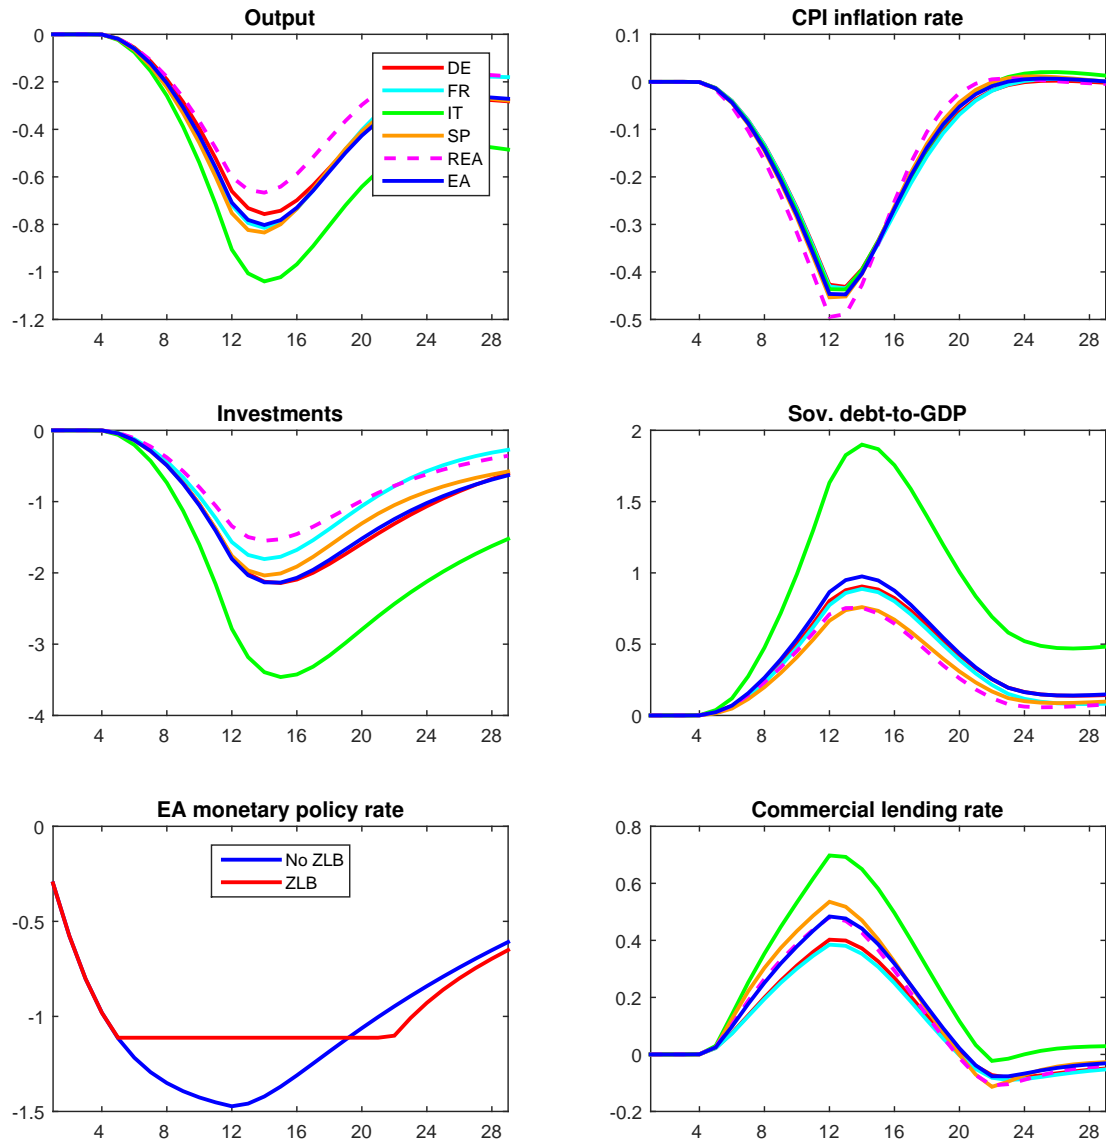 Output
CPI inflation rate
0
-0.2
-0.4
-0.6
-0.8
-1
-1.2
4 8 12 16 20 24 28
DE
FR
IT
SP
REA
EA
0.1
0
-0.1
-0.2
-0.3
-0.4
-0.5
4 8 12 16 20 24 28
Investments
Sov. debt-to-GDP
0
-1
-2
-3
-4
4 8 12 16 20 24 28
2
1.5
1
0.5
0
4 8 12 16 20 24 28
EA monetary policy rate
Commercial lending rate
0
-0.5
-1
-1.5
4 8 12 16 20 24 28
No ZLB
ZLB
0.8
0.6
0.4
0.2
0
-0.2
4 8 12 16 20 24 28